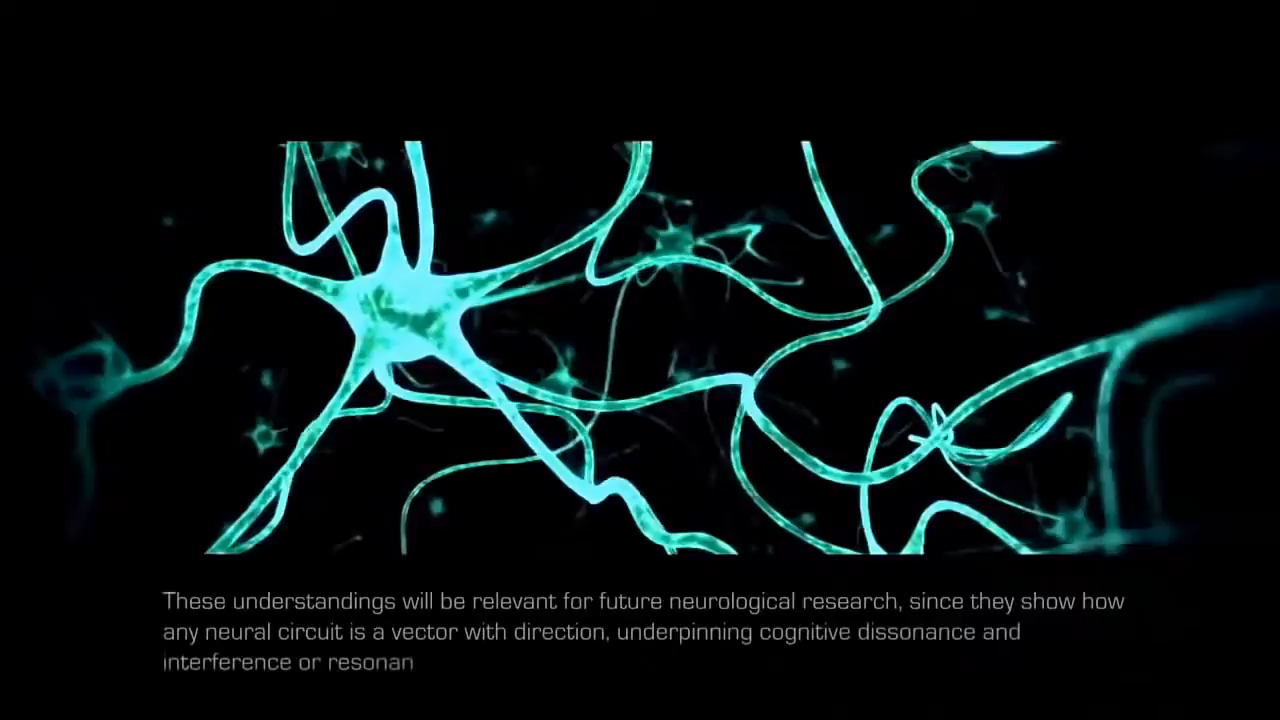 These understandings will be relevant for future neurological research, since they show how
any neural circuit is a vector with direction, underpinning cognitive dissonance and
interference or resonan